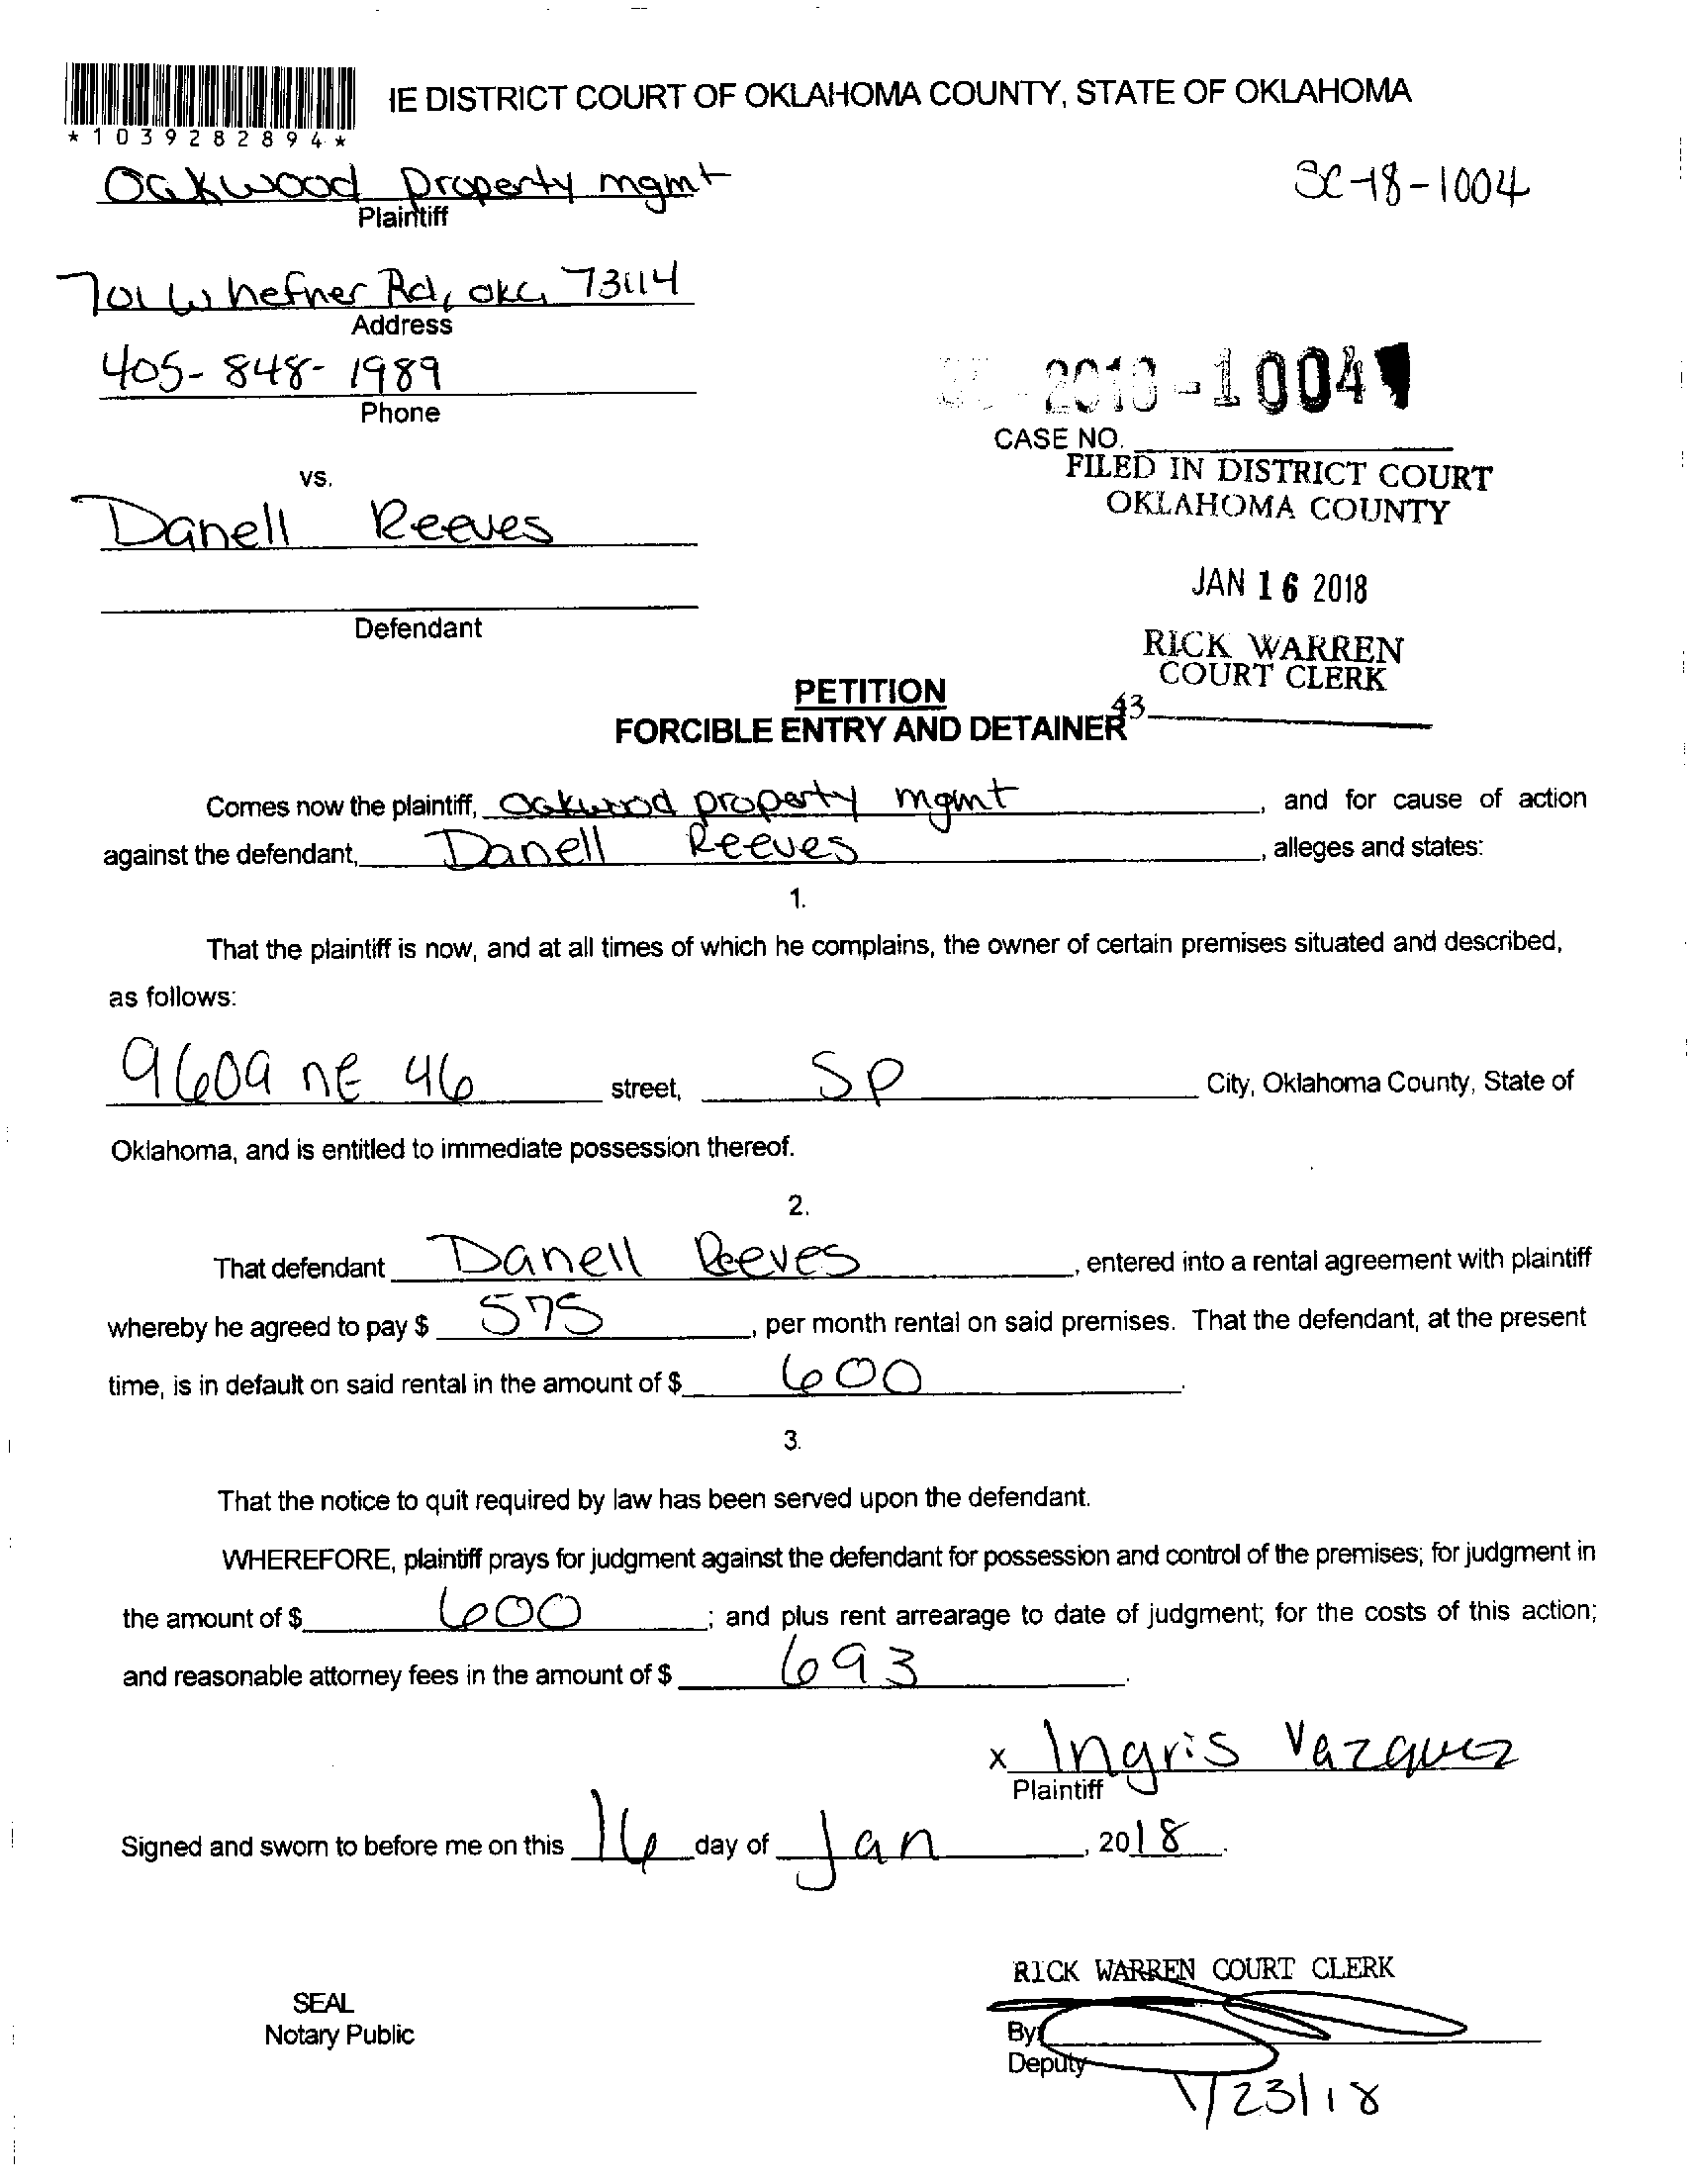 IE DISTRICT COURT OF OKLAHOMA COUNTY, STATE OF OKLAHOMA
*1039282894*
Oakwood property mgmt
Plaintiff
SC-18-1004
701 W hefner Rd, OKC, 73114
Address
405-848-1989
Phone
2018-1004
CASE NO.
FILED IN DISTRICT COURT
OKLAHOMA COUNTY
vs.
Danell Reeves
JAN 16 2018
Defendant
RICK WARREN
COURT CLERK
43
PETITION
FORCIBLE ENTRY AND DETAINER
Comes now the plaintiff, Oakwood property mgmt, and for cause of action
against the defendant, Danell Reeves, alleges and states:
1.
That the plaintiff is now, and at all times of which he complains, the owner of certain premises situated and described,
as follows:
9609 NE 46 street, SP City, Oklahoma County, State of
Oklahoma, and is entitled to immediate possession thereof.
2.
That defendant Danell Reeves, entered into a rental agreement with plaintiff
whereby he agreed to pay $ 575, per month rental on said premises. That the defendant, at the present
time, is in default on said rental in the amount of $ 600.
3.
That the notice to quit required by law has been served upon the defendant.
WHEREFORE, plaintiff prays for judgment against the defendant for possession and control of the premises; for judgment in
the amount of $ 600; and plus rent arrearage to date of judgment; for the costs of this action;
and reasonable attorney fees in the amount of $ 693.
x Ingris Vazquez
Plaintiff
Signed and sworn to before me on this 16 day of Jan, 2018.
RICK WARREN COURT CLERK
SEAL
Notary Public
By:
Deputy
1/23/18